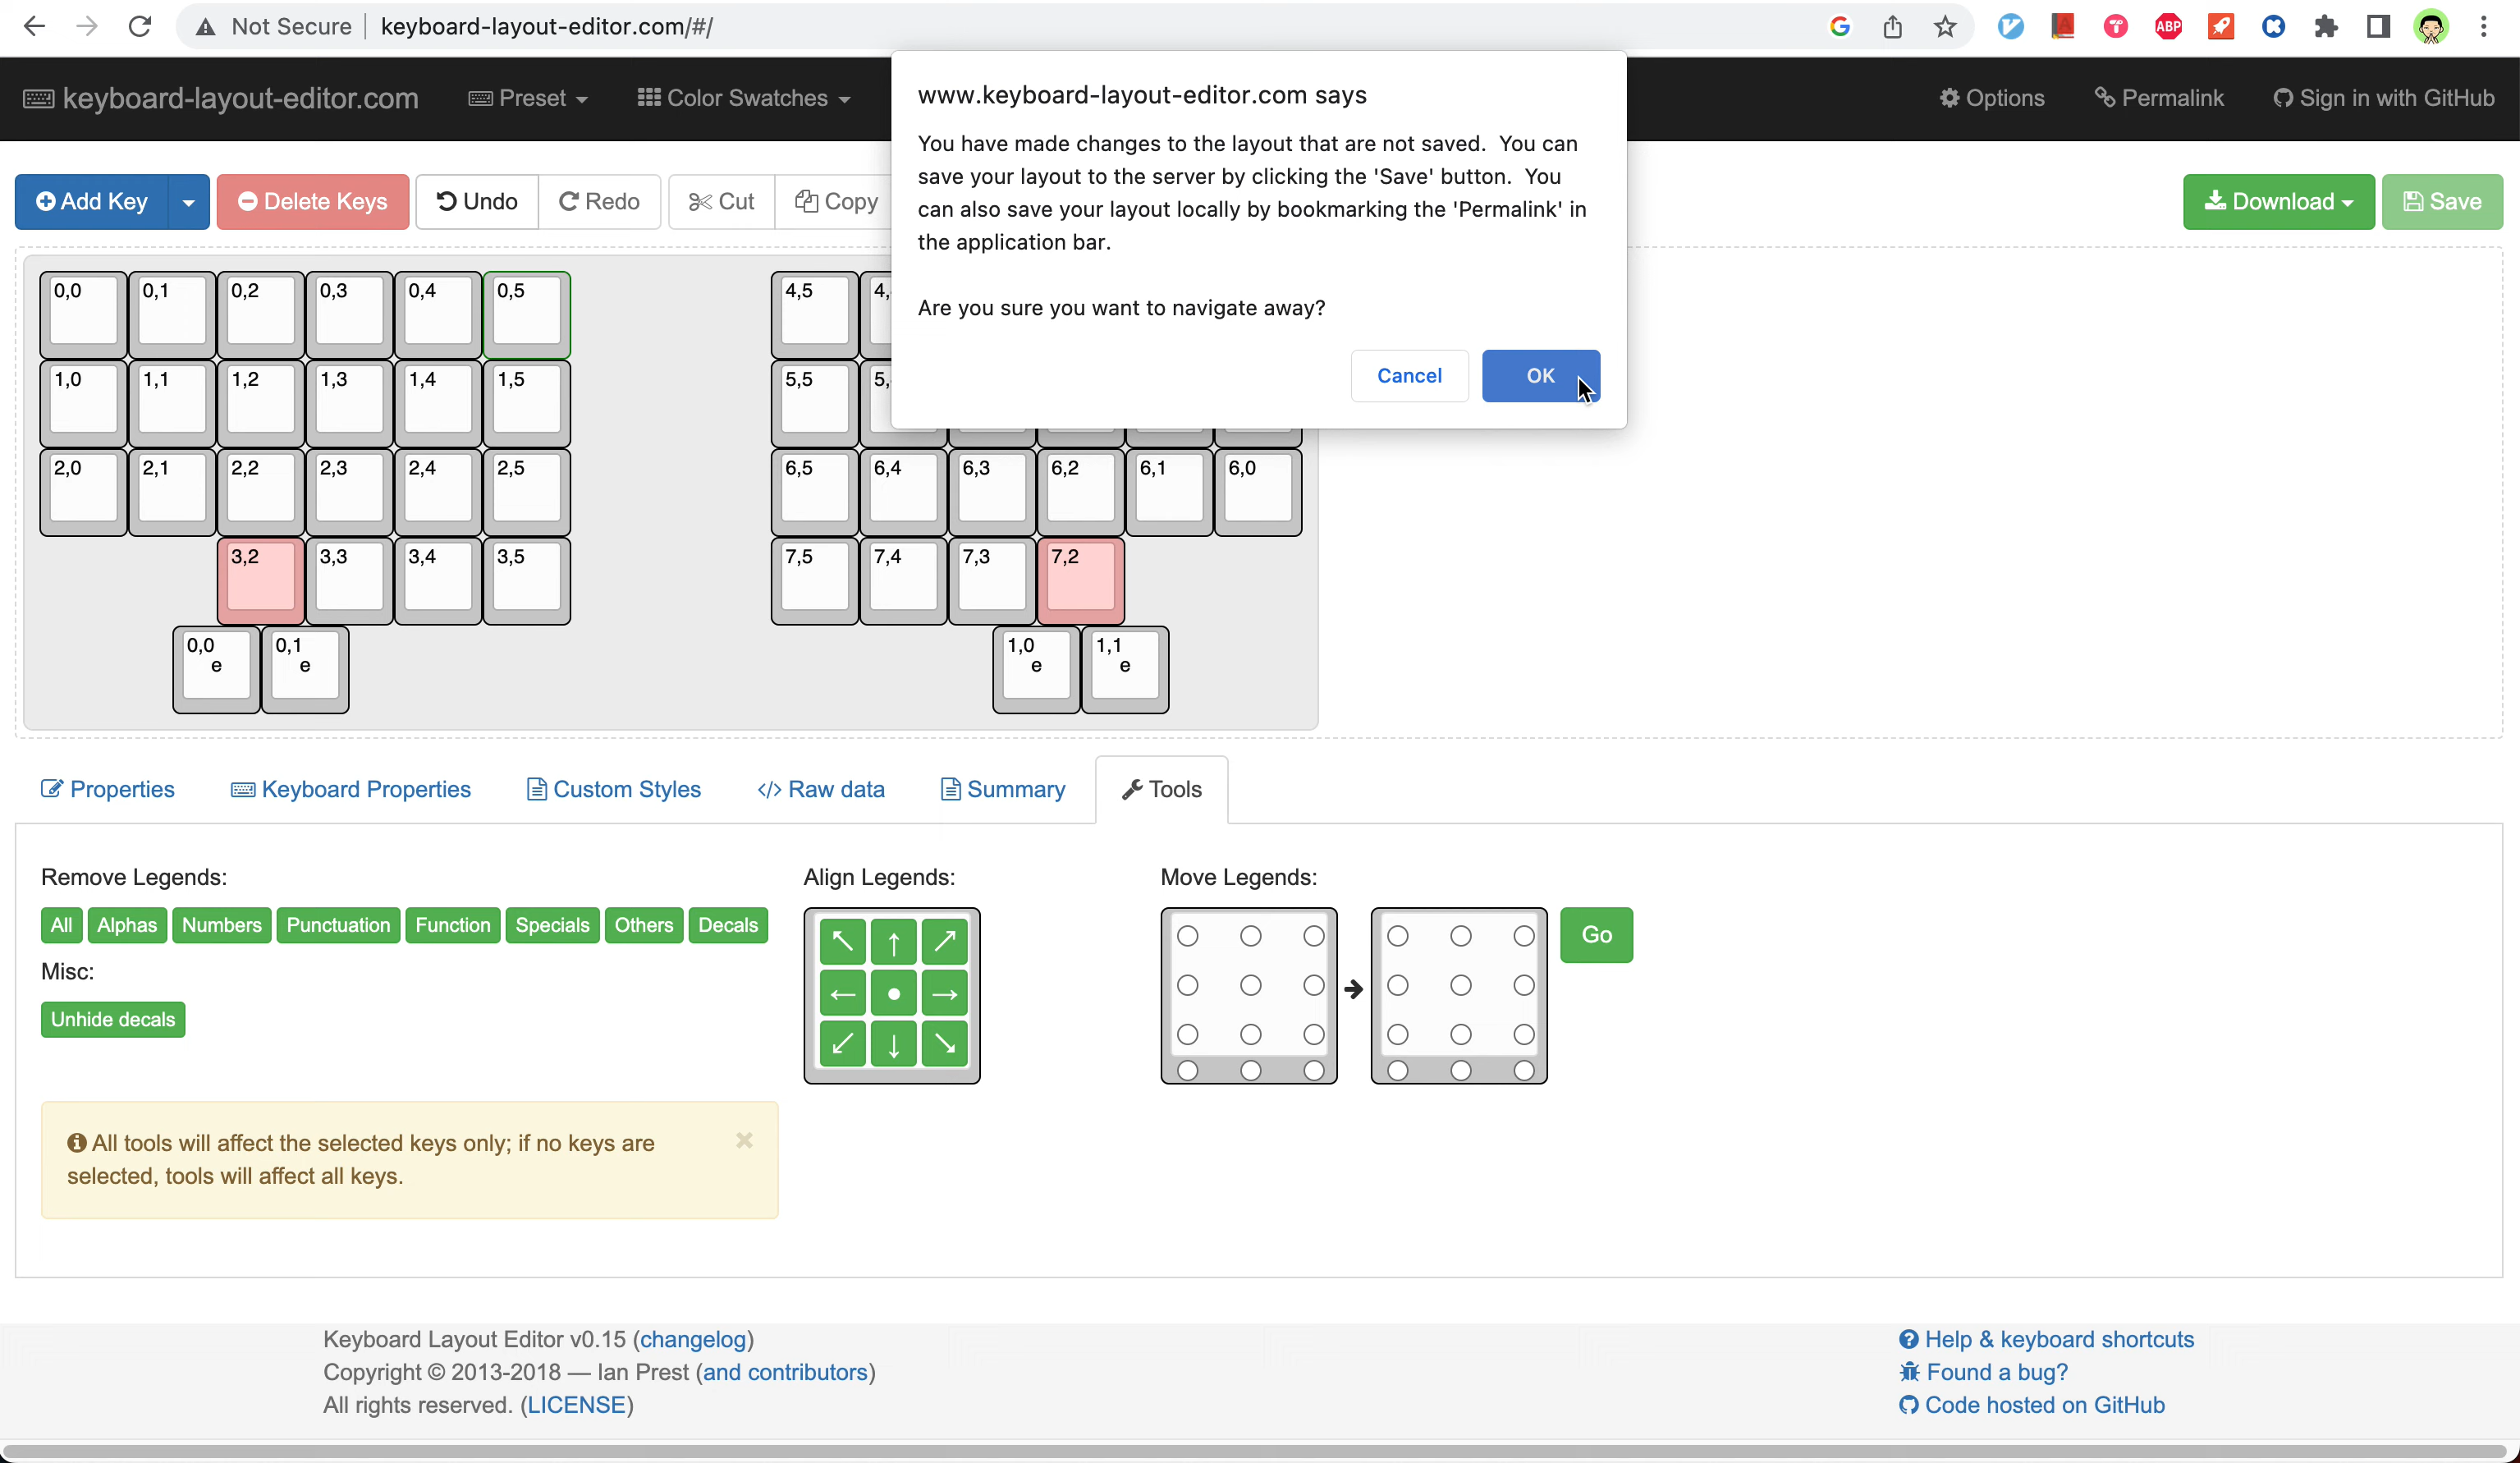 Not Secure | keyboard-layout-editor.com/#/
ABP
keyboard-layout-editor.com Preset Color Swatches Options Permalink Sign in with GitHub
www.keyboard-layout-editor.com says
You have made changes to the layout that are not saved. You can
save your layout to the server by clicking the 'Save' button. You
can also save your layout locally by bookmarking the 'Permalink' in
the application bar.
Are you sure you want to navigate away?
Cancel OK
Add Key Delete Keys Undo Redo Cut Copy Download Save
0,0 0,1 0,2 0,3 0,4 0,5 4,5 4,
1,0 1,1 1,2 1,3 1,4 1,5 5,5 5,
2,0 2,1 2,2 2,3 2,4 2,5 6,5 6,4 6,3 6,2 6,1 6,0
3,2 3,3 3,4 3,5 7,5 7,4 7,3 7,2
0,0 0,1 1,0 1,1
e e e e
Properties Keyboard Properties Custom Styles </> Raw data Summary Tools
Remove Legends: Align Legends: Move Legends:
All Alphas Numbers Punctuation Function Specials Others Decals
Go
Misc:
Unhide decals
All tools will affect the selected keys only; if no keys are
selected, tools will affect all keys.
Keyboard Layout Editor v0.15 (changelog)
Copyright © 2013-2018 — Ian Prest (and contributors)
All rights reserved. (LICENSE)
Help & keyboard shortcuts
Found a bug?
Code hosted on GitHub